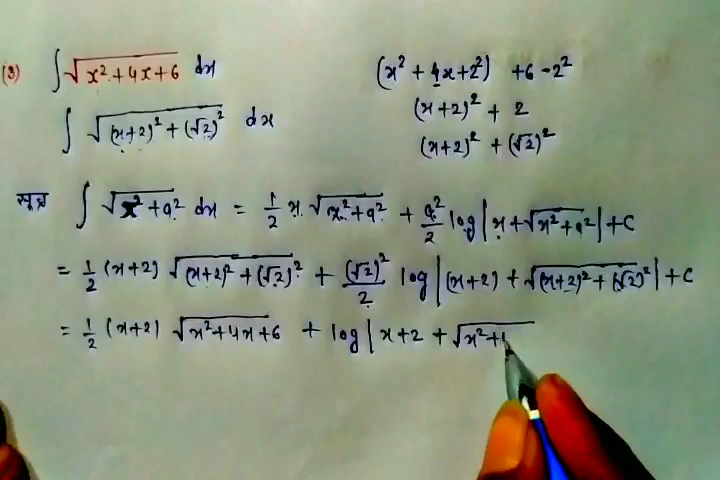 (3) ∫√(x² + 4x + 6) dx
(x² + 4x + 2²) + 6 - 2²
(x+2)² + 2
∫ √((x+2)² + (√2)²) dx
(x+2)² + (√2)²
सूत्र ∫ √(x² + a²) dx = 1/2 x √(x² + a²) + a²/2 log|x + √(x² + a²)| + c
= 1/2 (x+2) √((x+2)² + (√2)²) + (√2)²/2 log|(x+2) + √((x+2)² + (√2)²)| + c
= 1/2 (x+2) √(x² + 4x + 6) + log|x+2 + √(x² +